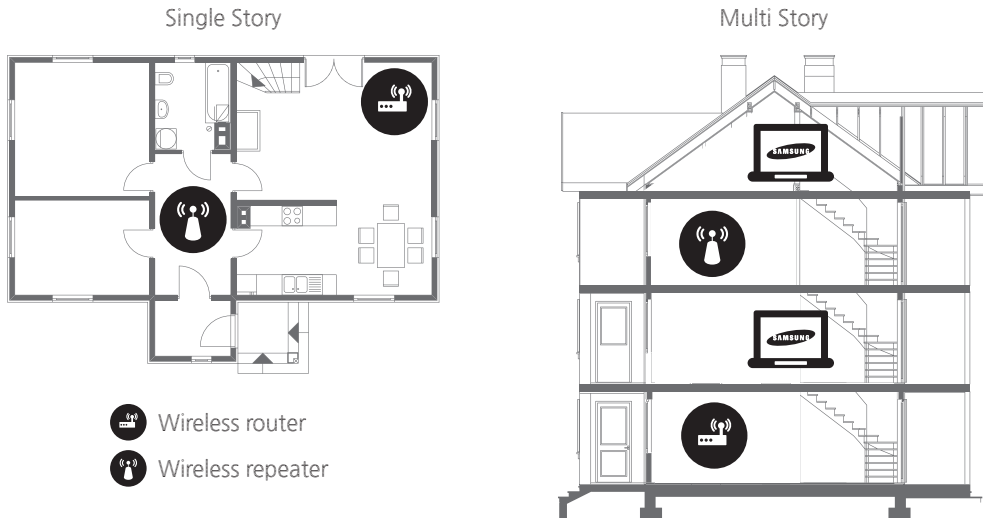 Single Story
Multi Story
SAMSUNG
SAMSUNG
Wireless router
Wireless repeater